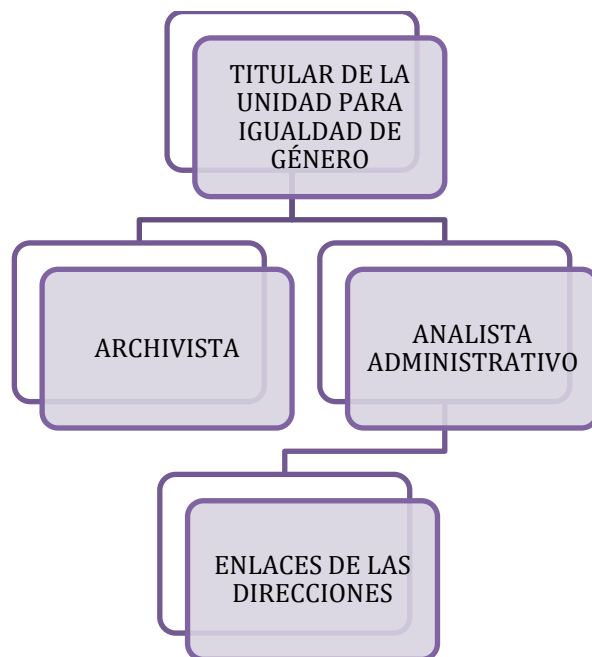 TITULAR DE LA
UNIDAD PARA
IGUALDAD DE
GÉNERO
ARCHIVISTA
ANALISTA
ADMINISTRATIVO
ENLACES DE LAS
DIRECCIONES